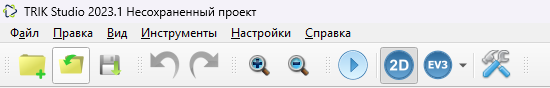 TRIK Studio 2023.1 Несохраненный проект
Файл Правка Вид Инструменты Настройки Справка
2D EV3